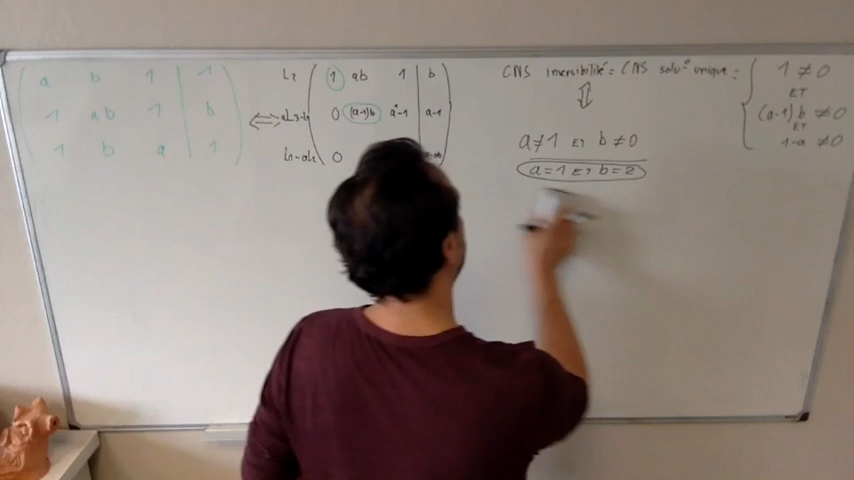 a b 1 1
1 ab 1 b
1 b a 1
L2 1 ab 1 b
0 (a-1)b a²-1 a-1
0
CNS inversibilité = CNS solu° unique =
1 ≠ 0
ET
(a-1)b ≠ 0
ET
1-a ≠ 0
a≠1 ET b≠0
a=1 ET b=2